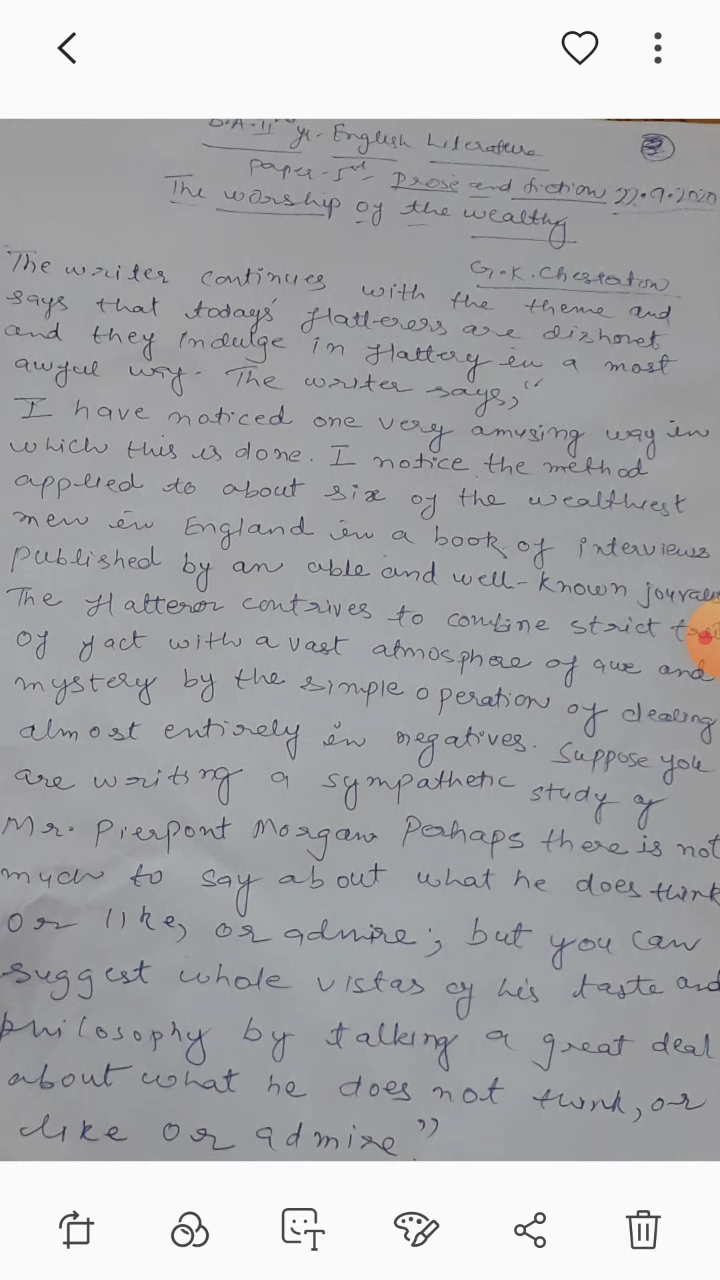 B.A. II yr. English Literature
Paper - Ist - Prose and fiction 22.9.2020
The worship of the wealthy
G.K. Chestation
The writer continues with the theme and
says that todays' flatterers are dishonet
and they indulge in flattery in a most
awful way. The writer says, "
I have noticed one very amusing way in
which this is done. I notice the method
applied to about six of the wealthiest
men in England in a book of interviews
published by an able and well-known journal
The flatteror contrives to combine strict
of fact with a vast atmosphere of awe and
mystery by the simple operation of dealing
almost entirely in negatives. Suppose you
are writing a sympathetic study of
Mr. Pierpont Morgan Perhaps there is not
much to say about what he does think
or like, or admire; but you can
suggest whole vistas of his taste and
philosophy by talking a great deal
about what he does not think, or
like or admire"
T